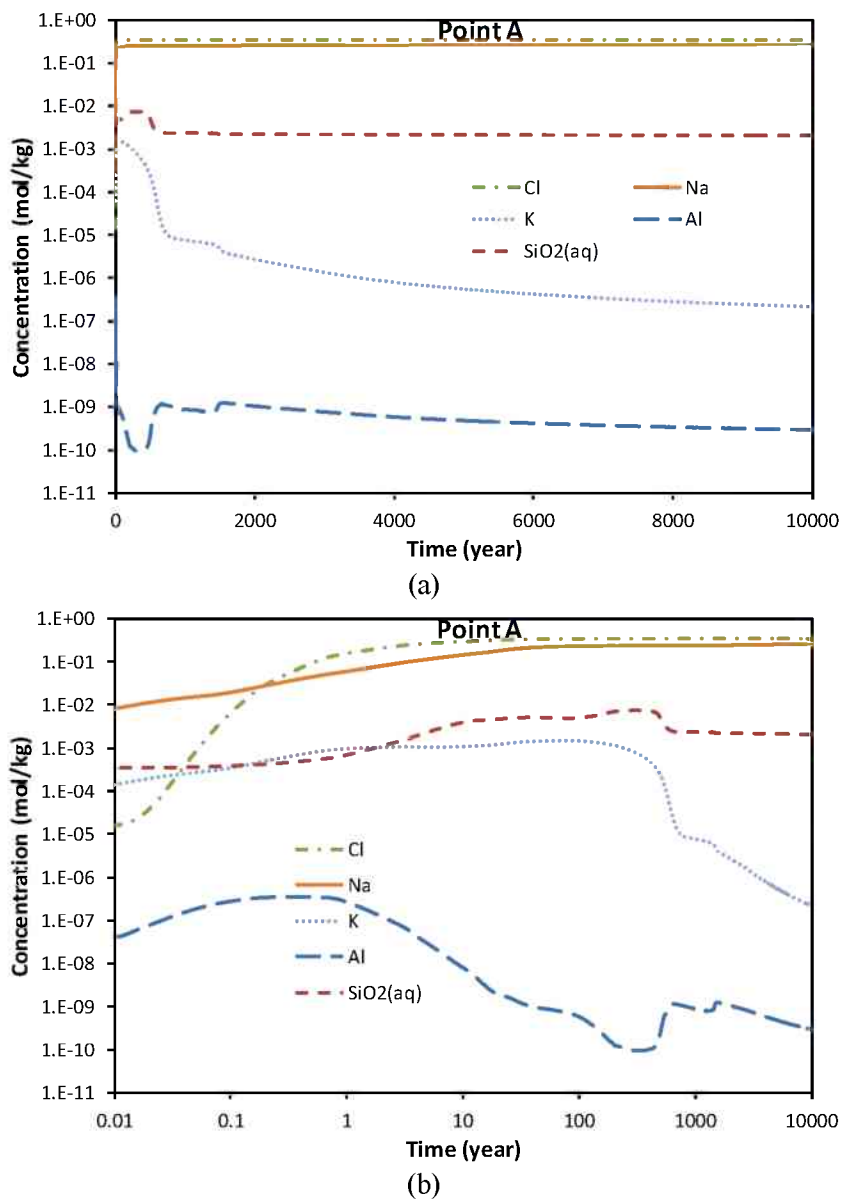 Point A
1.E+00
1.E-01
1.E-02
1.E-03
1.E-04
1.E-05
1.E-06
1.E-07
1.E-08
1.E-09
1.E-10
1.E-11
Concentration (mol/kg)
Cl Na
K Al
SiO2(aq)
0 2000 4000 6000 8000 10000
Time (year)
(a)
Point A
1.E+00
1.E-01
1.E-02
1.E-03
1.E-04
1.E-05
1.E-06
1.E-07
1.E-08
1.E-09
1.E-10
1.E-11
Concentration (mol/kg)
Cl
Na
K
Al
SiO2(aq)
0.01 0.1 1 10 100 1000 10000
Time (year)
(b)